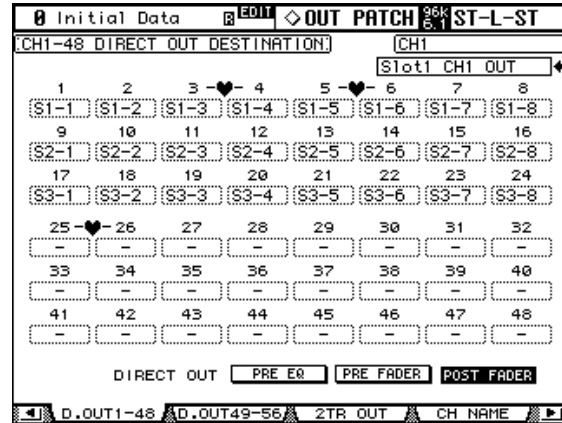 0 Initial Data R EDIT ◇OUT PATCH 96k 6.1 ST-L-ST
CH1-48 DIRECT OUT DESTINATION CH1
Slot1 CH1 OUT
1 2 3 -♥- 4 5 -♥- 6 7 8
S1-1 S1-2 S1-3 S1-4 S1-5 S1-6 S1-7 S1-8
9 10 11 12 13 14 15 16
S2-1 S2-2 S2-3 S2-4 S2-5 S2-6 S2-7 S2-8
17 18 19 20 21 22 23 24
S3-1 S3-2 S3-3 S3-4 S3-5 S3-6 S3-7 S3-8
25 -♥- 26 27 28 29 30 31 32
- - - - - - - -
33 34 35 36 37 38 39 40
- - - - - - - -
41 42 43 44 45 46 47 48
- - - - - - - -
DIRECT OUT PRE EQ PRE FADER POST FADER
D.OUT1-48 D.OUT49-56 2TR OUT CH NAME